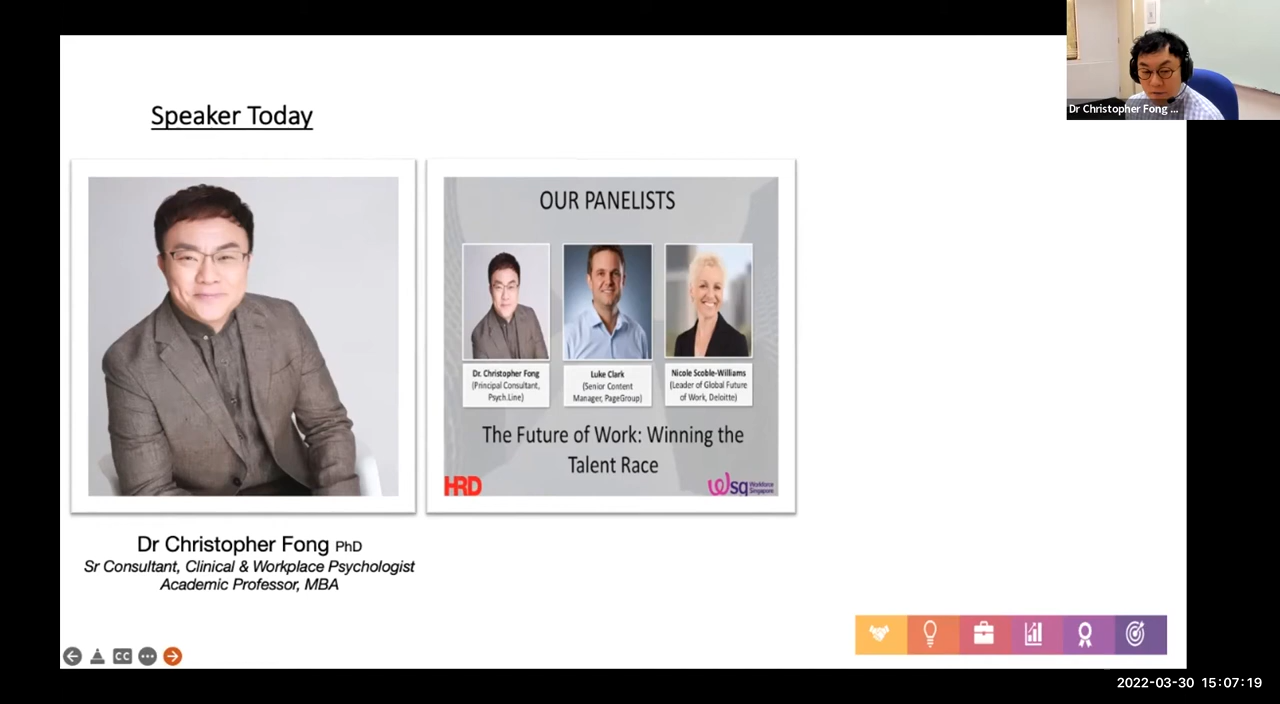 Speaker Today
OUR PANELISTS
Dr. Christopher Fong
(Principal Consultant,
Psych.Line)
Luke Clark
(Senior Content
Manager, PageGroup)
Nicole Scoble-Williams
(Leader of Global Future
of Work, Deloitte)
The Future of Work: Winning the
Talent Race
HRD
wsg Workforce
Singapore
Dr Christopher Fong PhD
Sr Consultant, Clinical & Workplace Psychologist
Academic Professor, MBA
Dr Christopher Fong ...
CC
2022-03-30 15:07:19